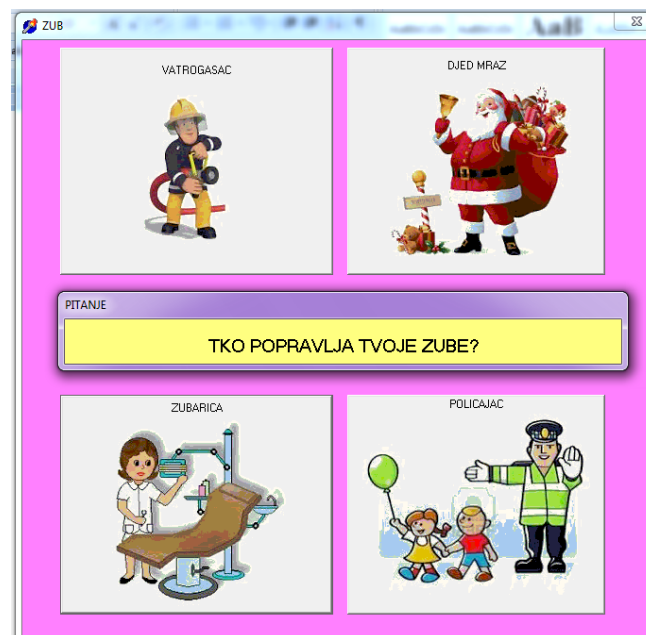 ZUB
VATROGASAC
DJED MRAZ
PITANJE
TKO POPRAVLJA TVOJE ZUBE?
ZUBARICA
POLICAJAC